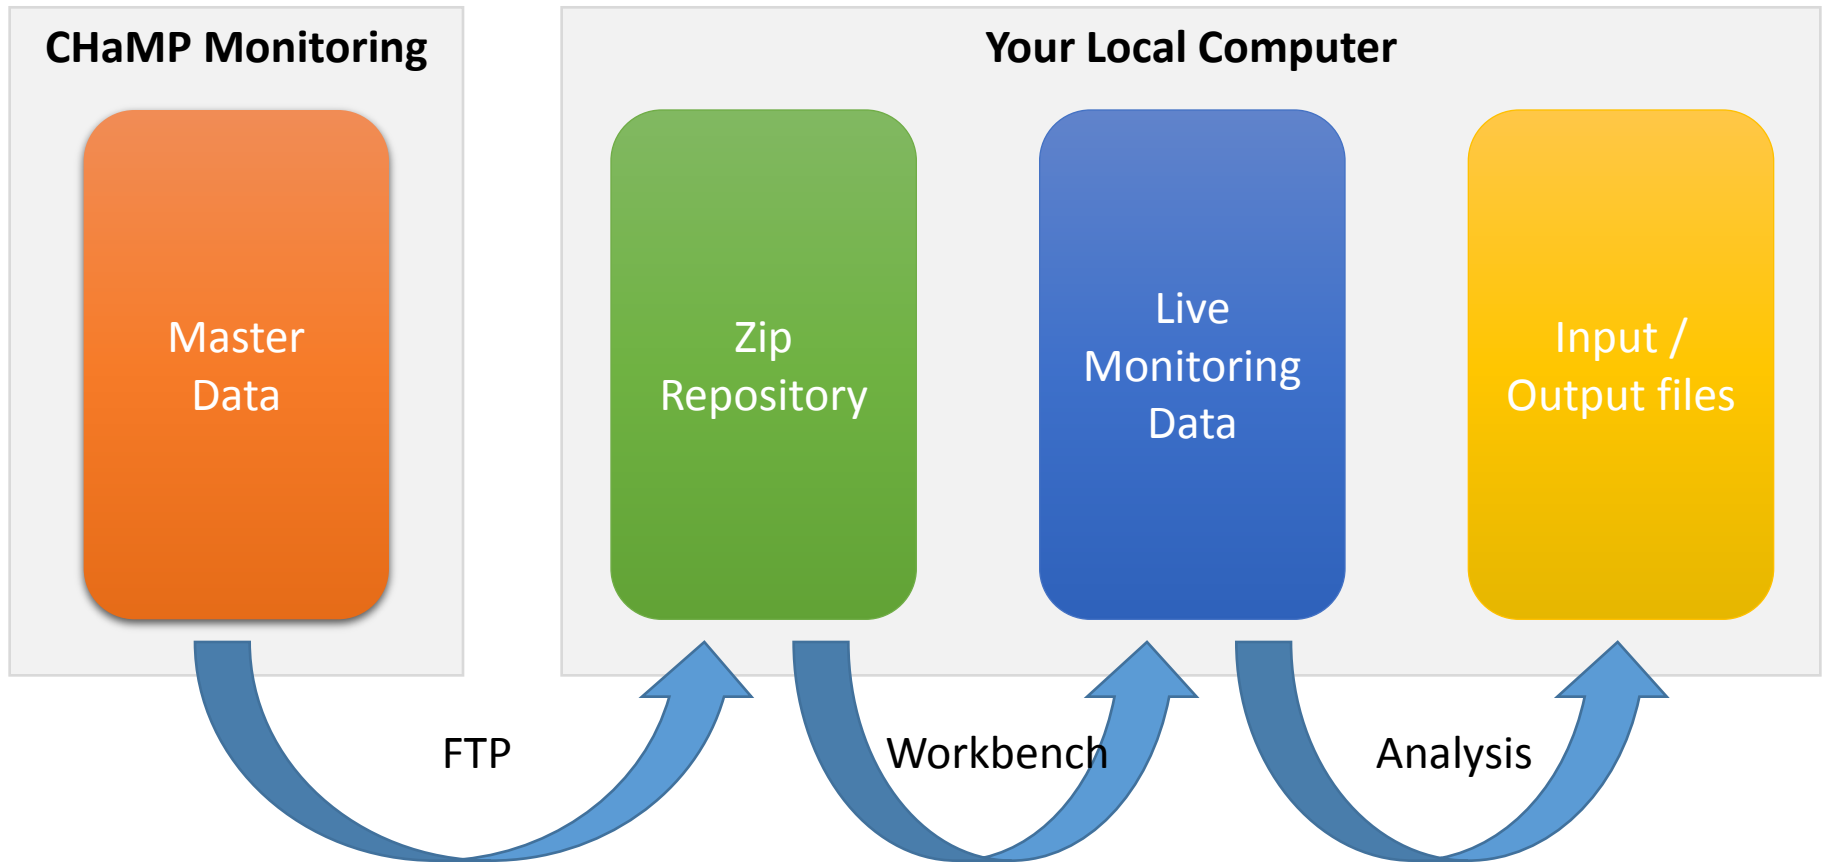 CHaMP Monitoring
Your Local Computer
Master
Data
Zip
Repository
Live
Monitoring
Data
Input /
Output files
FTP
Workbench
Analysis